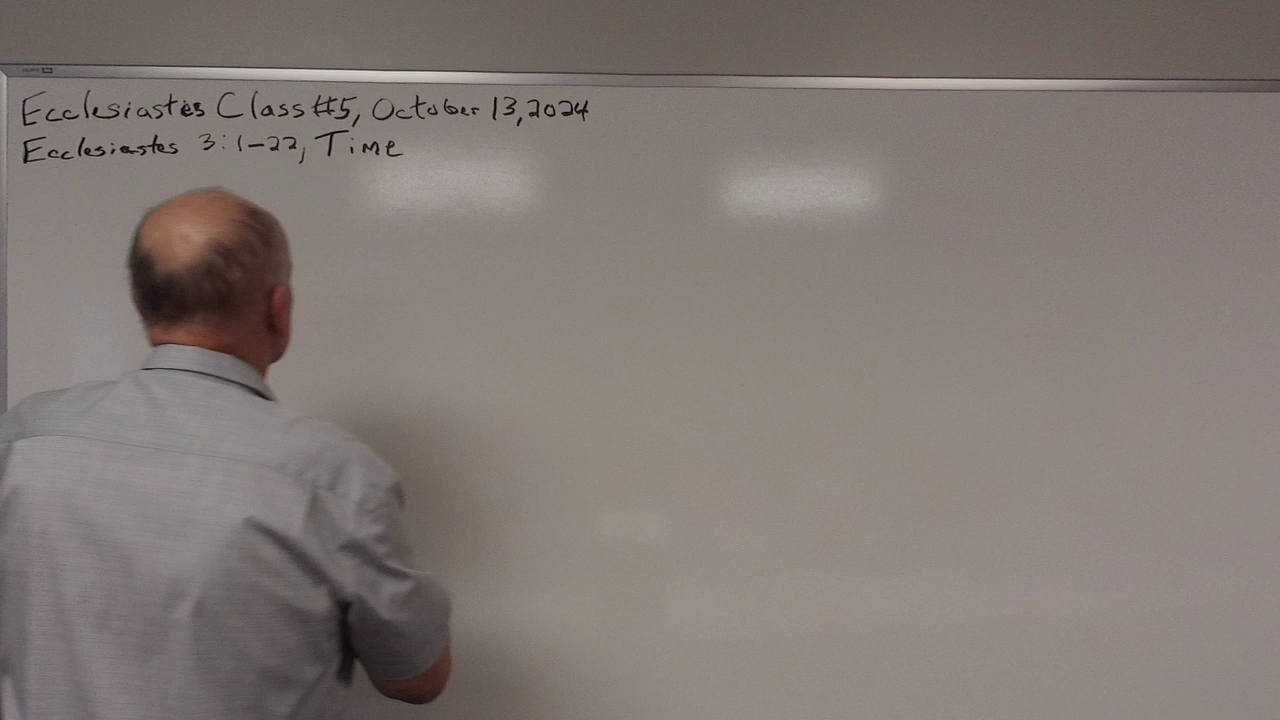 Ecclesiastes Class #5, October 13, 2024
Ecclesiastes 3:1-22, Time